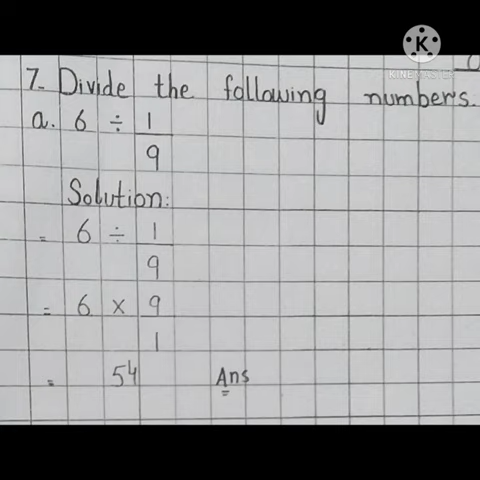 K
KINEMASTER
7. Divide the following numbers.
a. 6 ÷ 1/9
Solution:
= 6 ÷ 1/9
= 6 × 9/1
= 54 Ans